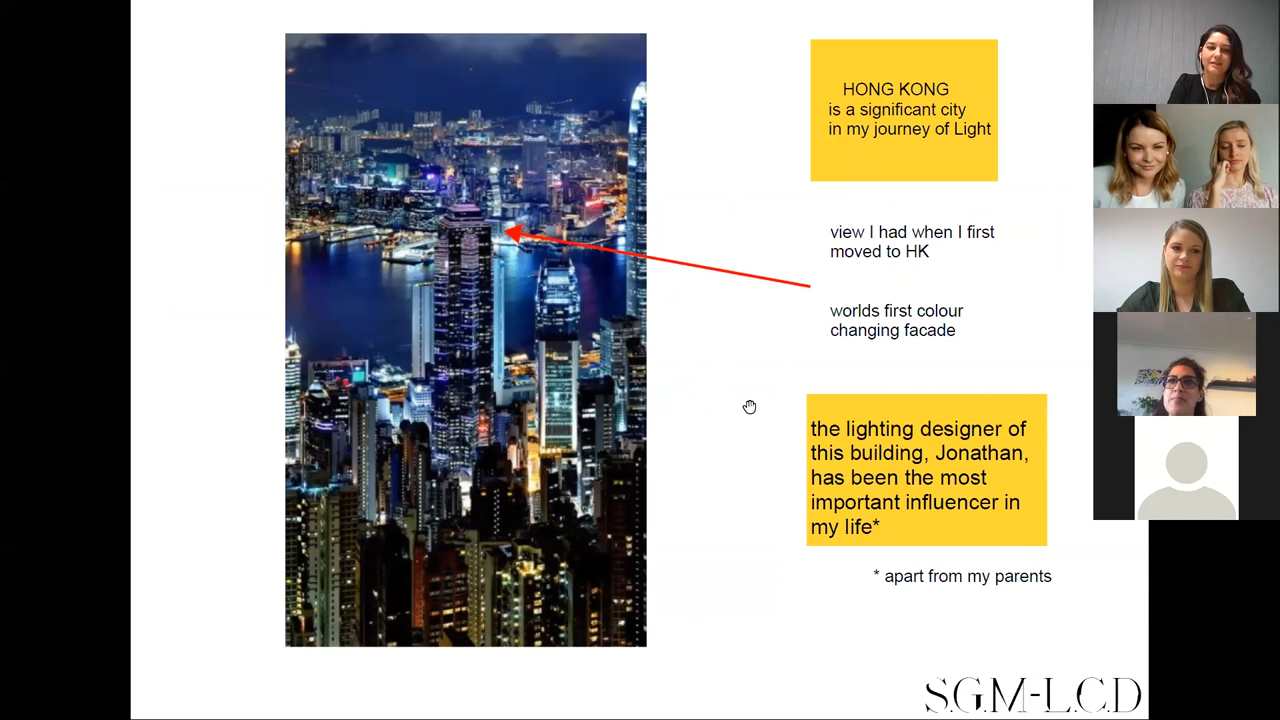 HONG KONG
is a significant city
in my journey of Light
view I had when I first
moved to HK
worlds first colour
changing facade
the lighting designer of
this building, Jonathan,
has been the most
important influencer in
my life*
* apart from my parents
S.G.M-L.C.D